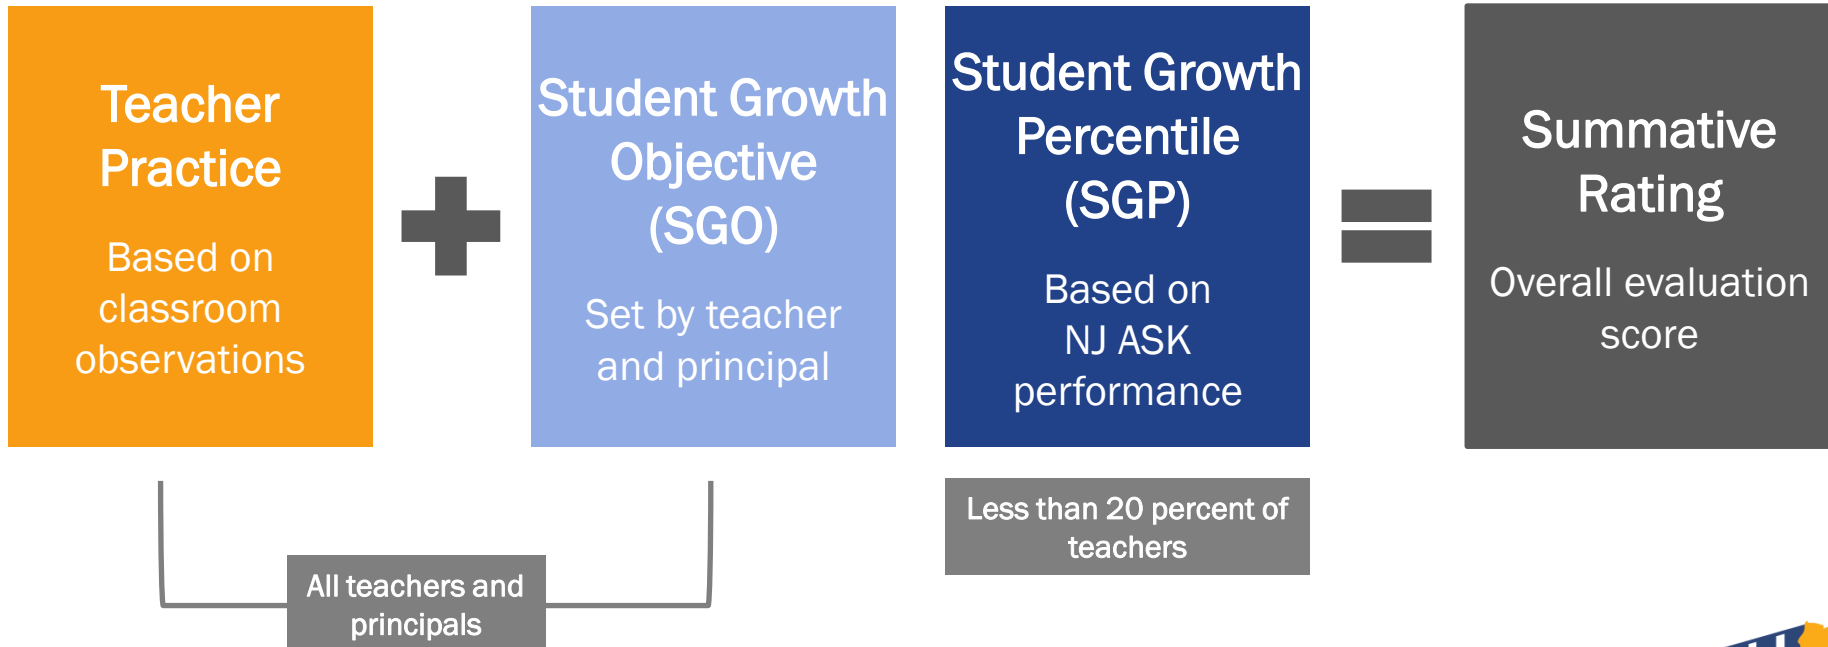 Teacher
Practice
Based on
classroom
observations
Student Growth
Objective
(SGO)
Set by teacher
and principal
Student Growth
Percentile
(SGP)
Based on
NJ ASK
performance
Summative
Rating
Overall evaluation
score
All teachers and
principals
Less than 20 percent of
teachers